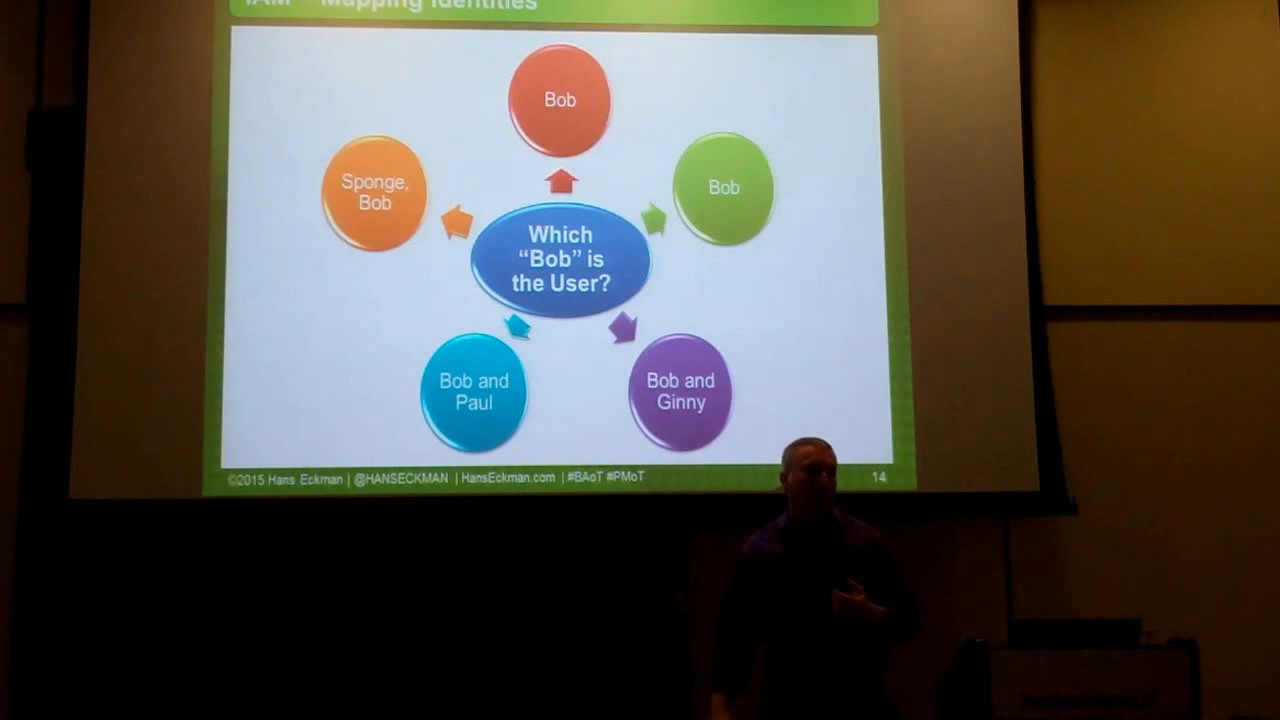 IAM – Mapping Identities
Bob
Sponge,
Bob
Bob
Which
“Bob” is
the User?
Bob and
Paul
Bob and
Ginny
©2015 Hans Eckman | @HANSECKMAN | HansEckman.com | #BAoT #PMoT
14